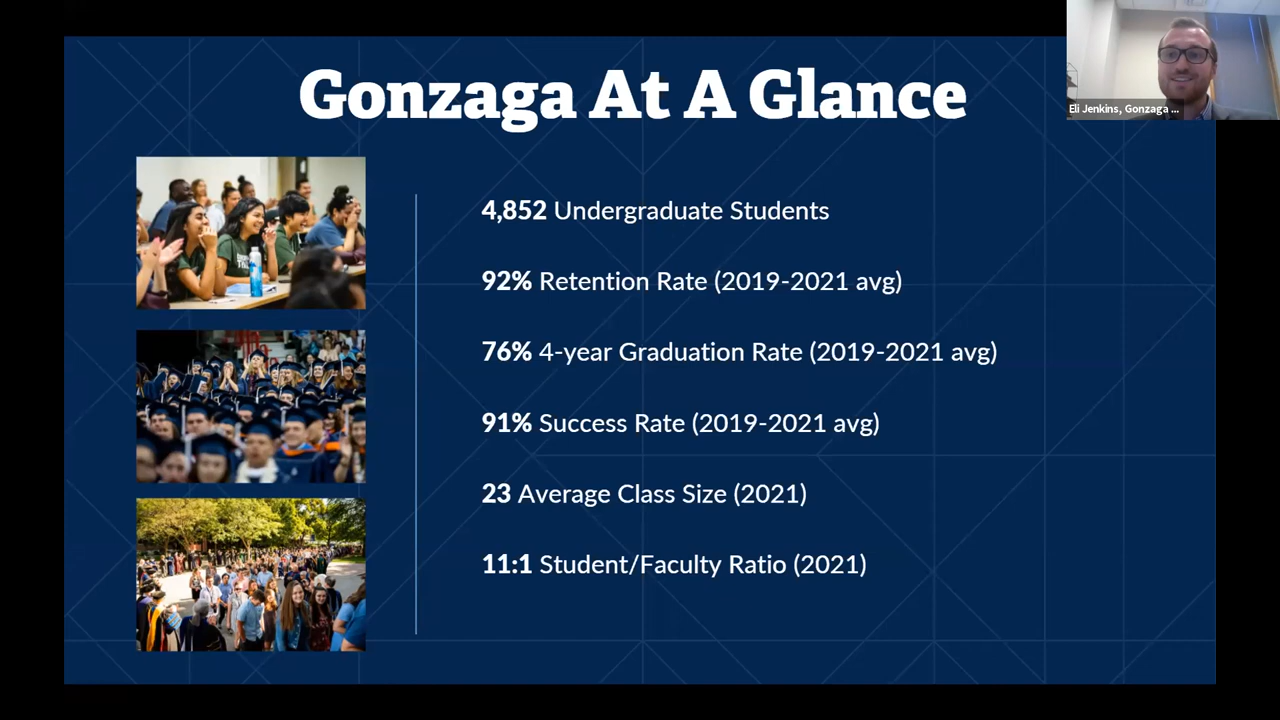 Gonzaga At A Glance
Eli Jenkins, Gonzaga ...
4,852 Undergraduate Students
92% Retention Rate (2019-2021 avg)
76% 4-year Graduation Rate (2019-2021 avg)
91% Success Rate (2019-2021 avg)
23 Average Class Size (2021)
11:1 Student/Faculty Ratio (2021)